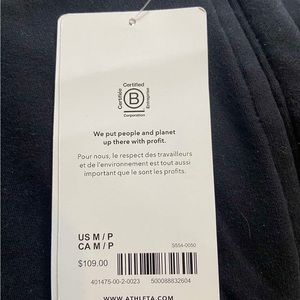 Certified
Certifiée
B
Entreprise
Corporation
We put people and planet
up there with profit.
Pour nous, le respect des travailleurs
et de l'environnement est tout aussi
important que le sont les profits.
US M / P
CA M / P
S554-0050
$109.00
401475-00-2-0023
500088832604
WWW.ATHLETA.COM